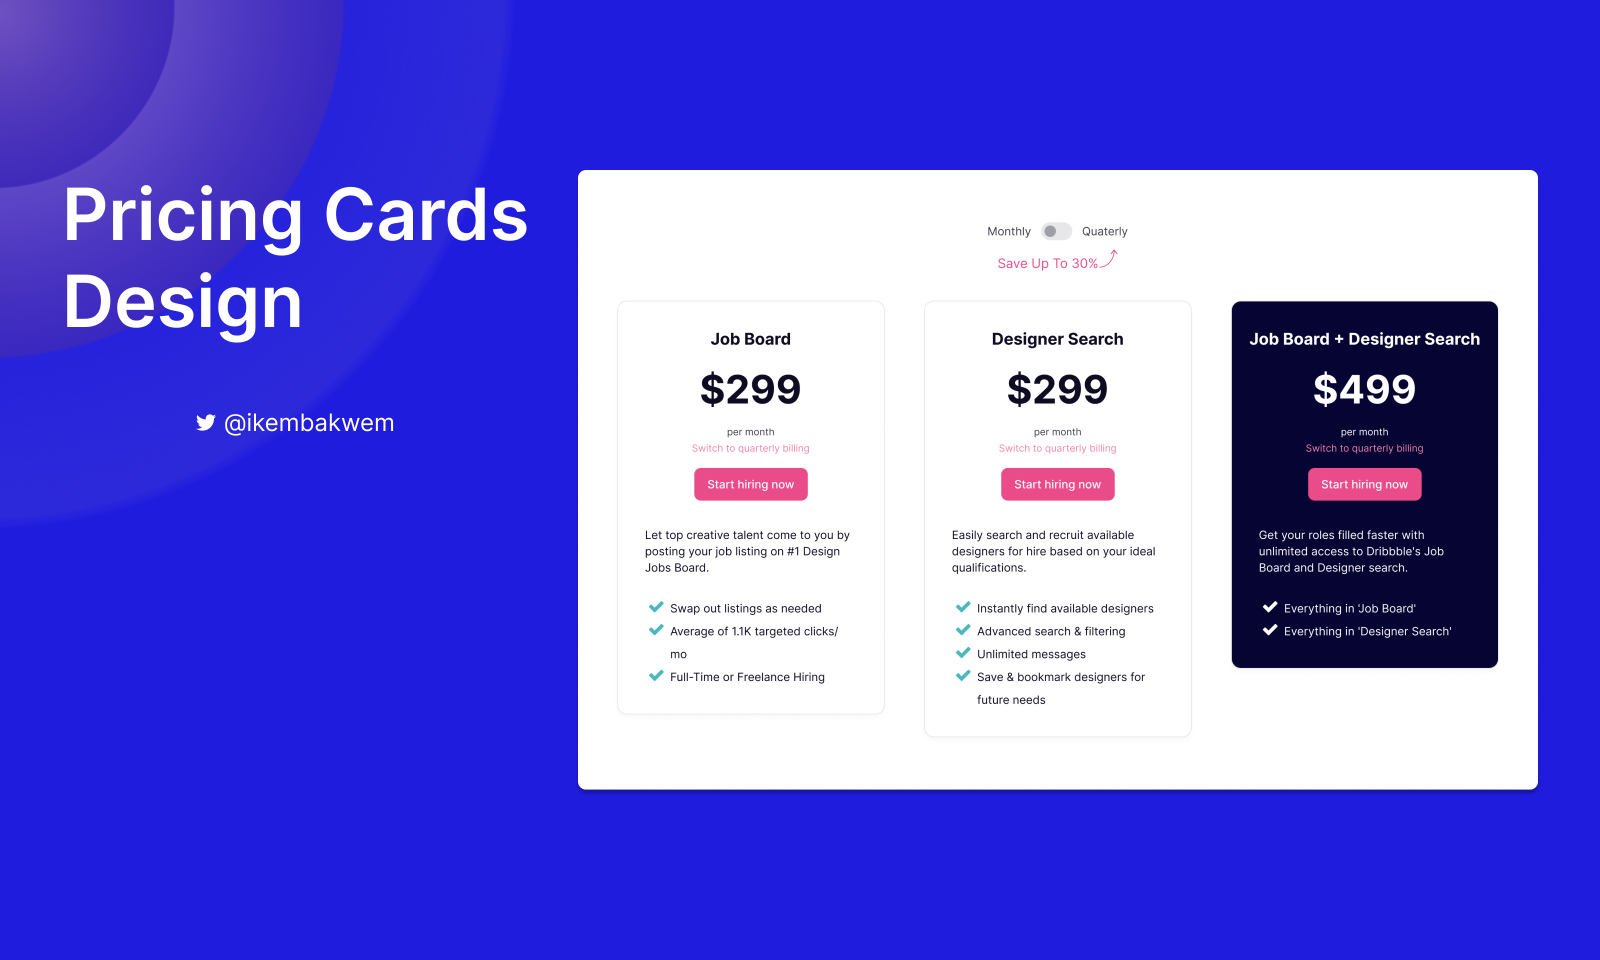 Pricing Cards
Design
@ikembakwem
Monthly Quaterly
Save Up To 30%
Job Board
$299
per month
Switch to quarterly billing
Start hiring now
Let top creative talent come to you by
posting your job listing on #1 Design
Jobs Board.
Swap out listings as needed
Average of 1.1K targeted clicks/
mo
Full-Time or Freelance Hiring
Designer Search
$299
per month
Switch to quarterly billing
Start hiring now
Easily search and recruit available
designers for hire based on your ideal
qualifications.
Instantly find available designers
Advanced search & filtering
Unlimited messages
Save & bookmark designers for
future needs
Job Board + Designer Search
$499
per month
Switch to quarterly billing
Start hiring now
Get your roles filled faster with
unlimited access to Dribbble's Job
Board and Designer search.
Everything in 'Job Board'
Everything in 'Designer Search'